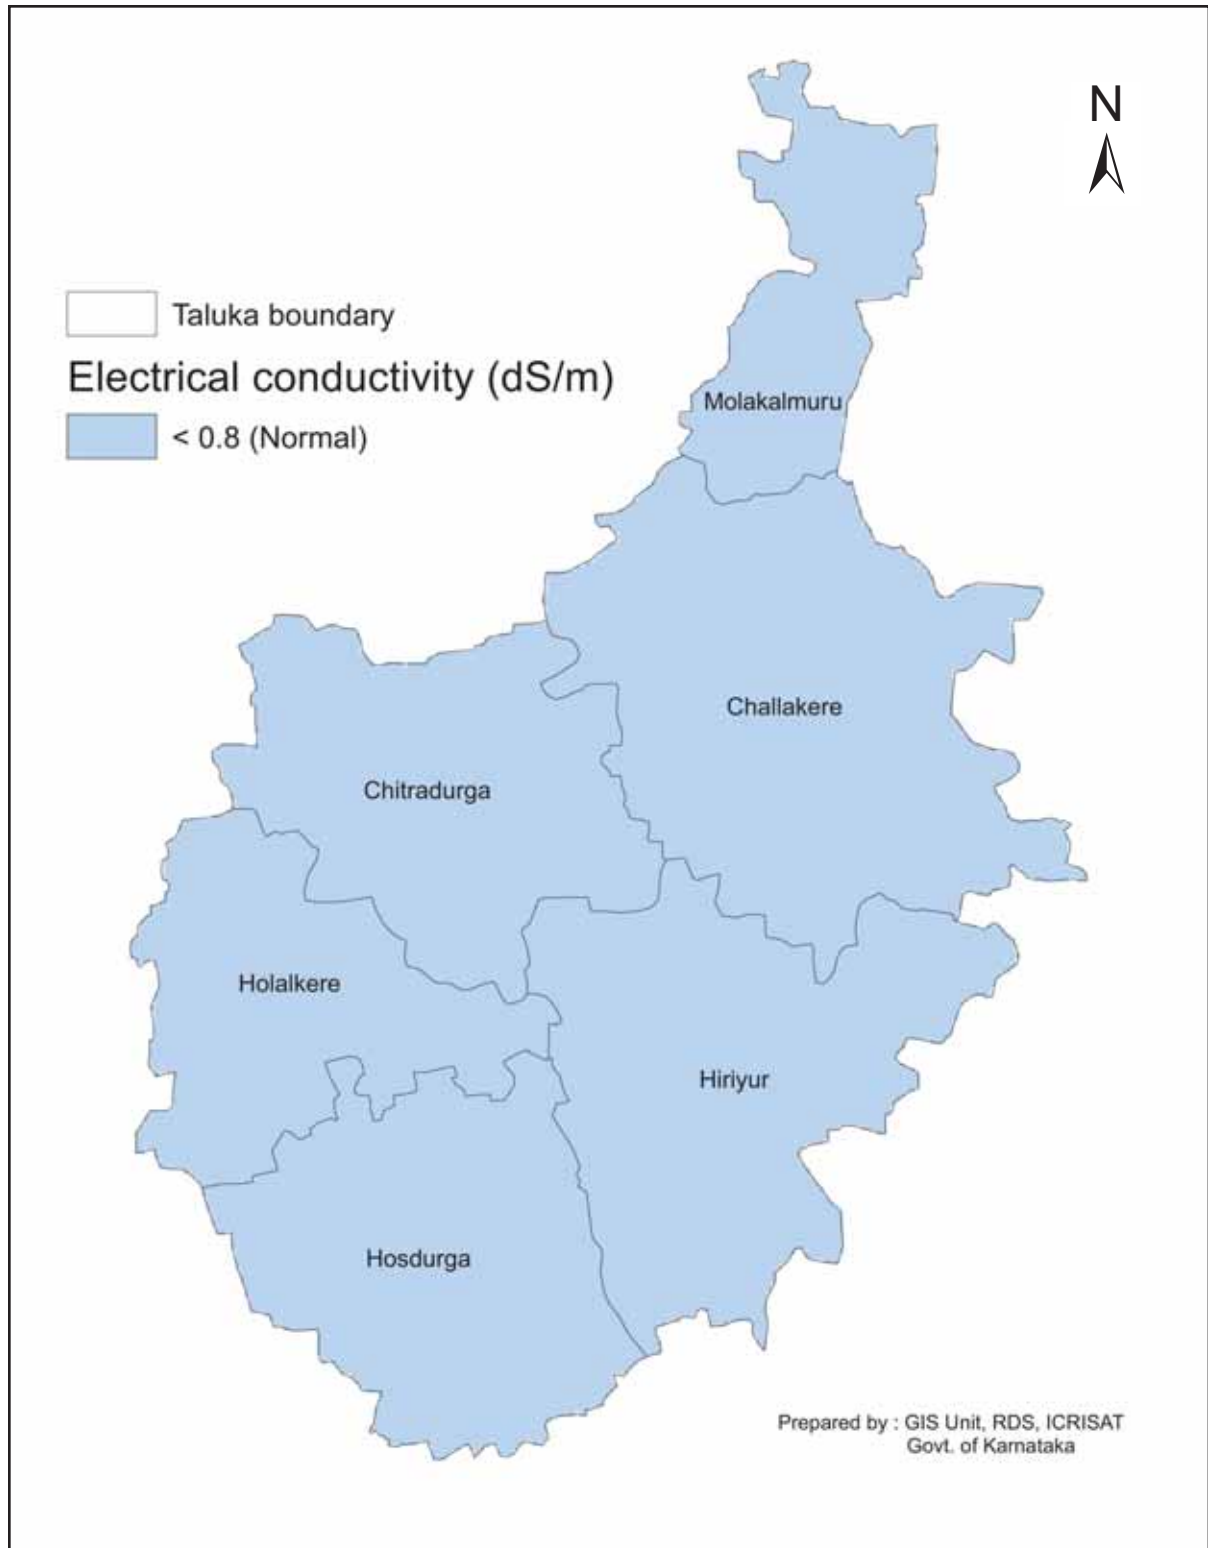 N
Taluka boundary
Electrical conductivity (dS/m)
< 0.8 (Normal)
Molakalmuru
Challakere
Chitradurga
Holalkere
Hiriyur
Hosdurga
Prepared by : GIS Unit, RDS, ICRISAT
Govt. of Karnataka